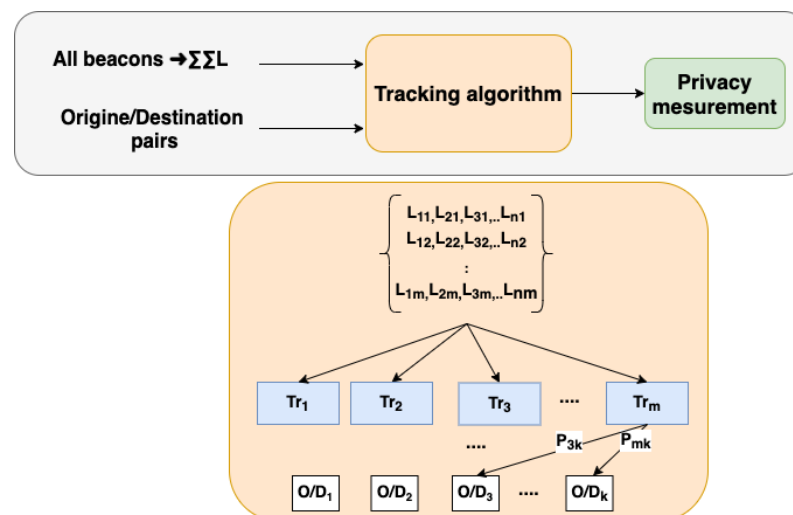 All beacons ➔∑∑L
Origine/Destination
pairs
Tracking algorithm
Privacy
mesurement
L11,L21,L31,..Ln1
L12,L22,L32,..Ln2
:
L1m,L2m,L3m,..Lnm
Tr1
Tr2
Tr3
....
Trm
....
P3k
Pmk
O/D1
O/D2
O/D3
....
O/Dk